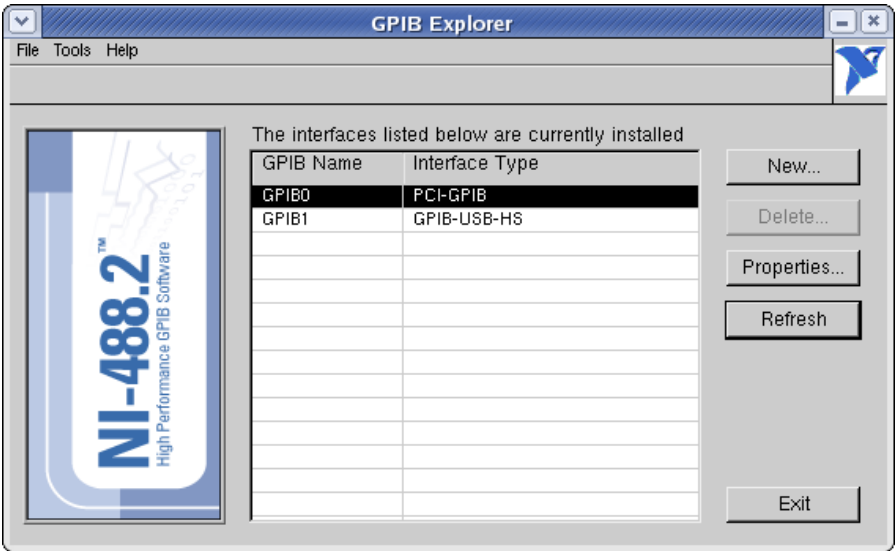 GPIB Explorer
File Tools Help
The interfaces listed below are currently installed
GPIB Name Interface Type
GPIB0 PCI-GPIB
GPIB1 GPIB-USB-HS
New...
Delete...
Properties...
Refresh
Exit
NI-488.2™
High Performance GPIB Software